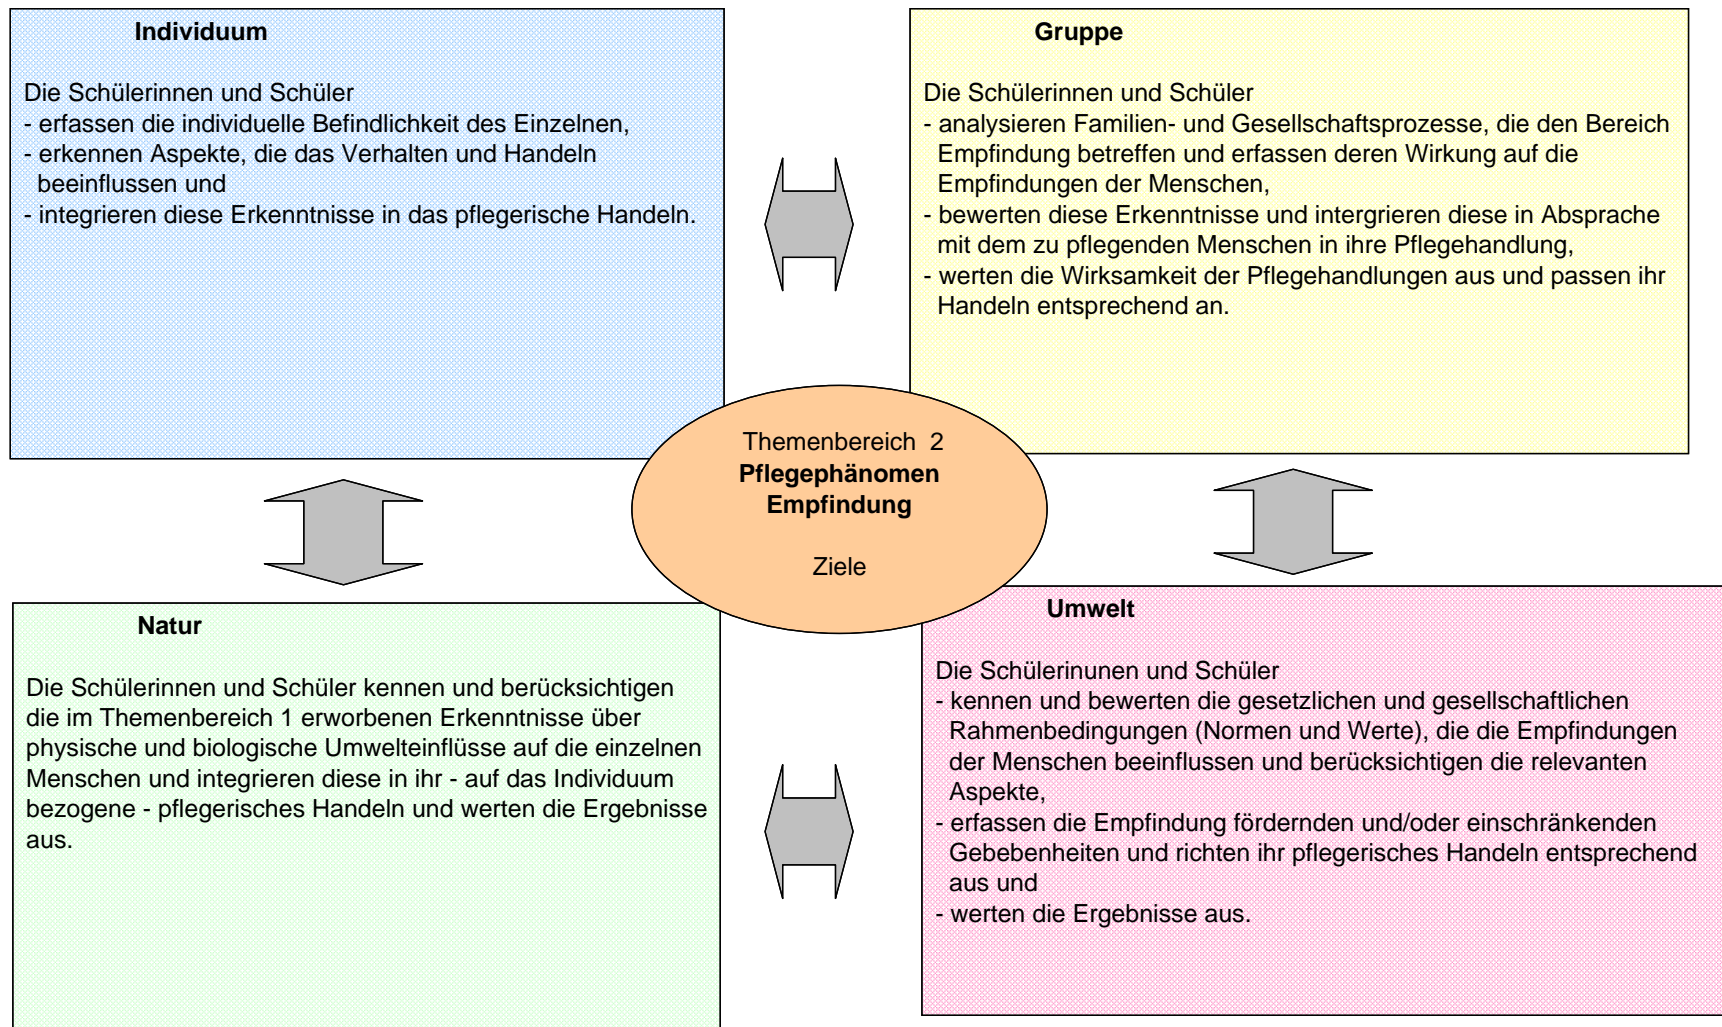 Individuum
Die Schülerinnen und Schüler
- erfassen die individuelle Befindlichkeit des Einzelnen,
- erkennen Aspekte, die das Verhalten und Handeln
beeinflussen und
- integrieren diese Erkenntnisse in das pflegerische Handeln.
Gruppe
Die Schülerinnen und Schüler
- analysieren Familien- und Gesellschaftsprozesse, die den Bereich
Empfindung betreffen und erfassen deren Wirkung auf die
Empfindungen der Menschen,
- bewerten diese Erkenntnisse und intergrieren diese in Absprache
mit dem zu pflegenden Menschen in ihre Pflegehandlung,
- werten die Wirksamkeit der Pflegehandlungen aus und passen ihr
Handeln entsprechend an.
Themenbereich 2
Pflegephänomen
Empfindung
Ziele
Natur
Die Schülerinnen und Schüler kennen und berücksichtigen
die im Themenbereich 1 erworbenen Erkenntnisse über
physische und biologische Umwelteinflüsse auf die einzelnen
Menschen und integrieren diese in ihr - auf das Individuum
bezogene - pflegerisches Handeln und werten die Ergebnisse
aus.
Umwelt
Die Schülerinunen und Schüler
- kennen und bewerten die gesetzlichen und gesellschaftlichen
Rahmenbedingungen (Normen und Werte), die die Empfindungen
der Menschen beeinflussen und berücksichtigen die relevanten
Aspekte,
- erfassen die Empfindung fördernden und/oder einschränkenden
Gebebenheiten und richten ihr pflegerisches Handeln entsprechend
aus und
- werten die Ergebnisse aus.